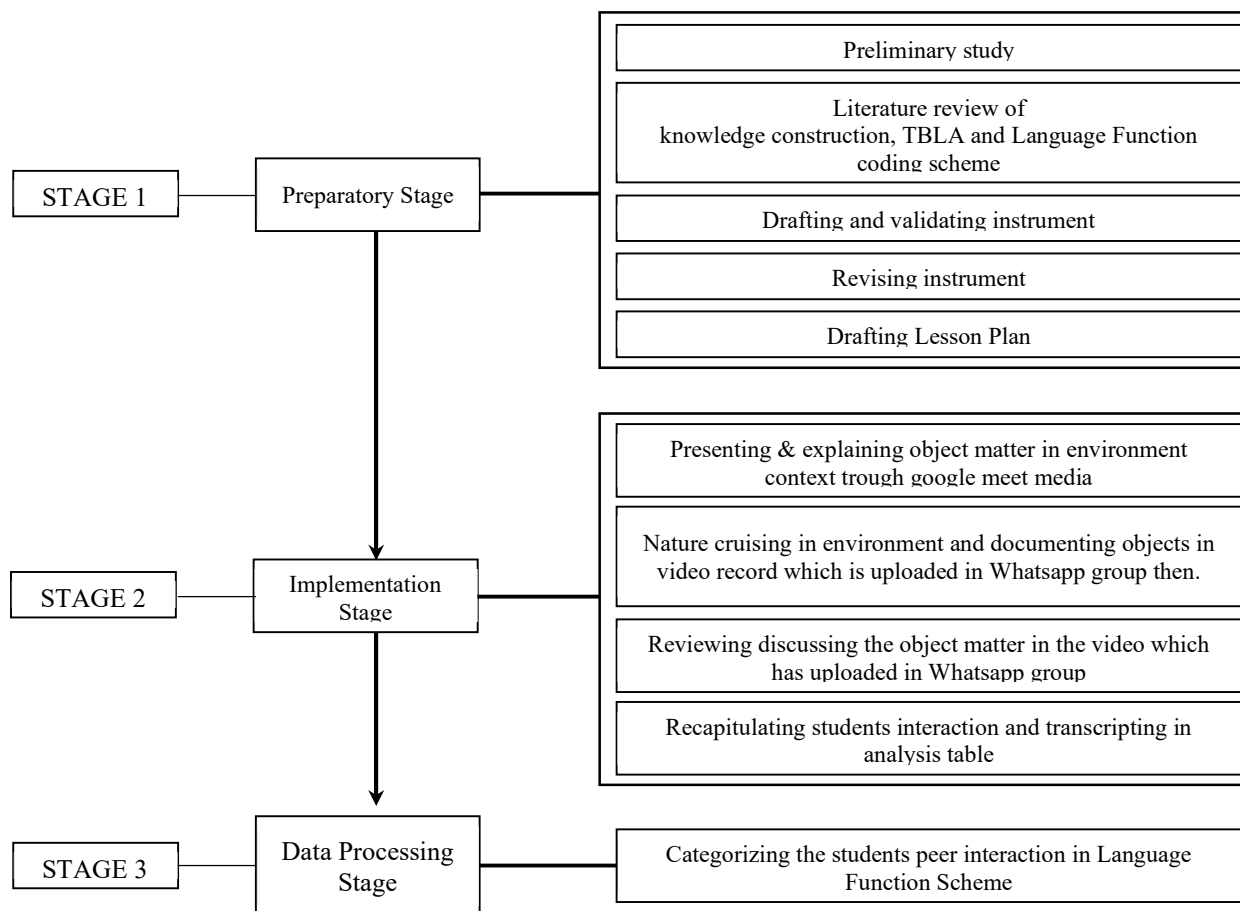 STAGE 1
Preparatory Stage
Preliminary study
Literature review of
knowledge construction, TBLA and Language Function
coding scheme
Drafting and validating instrument
Revising instrument
Drafting Lesson Plan
STAGE 2
Implementation
Stage
Presenting & explaining object matter in environment
context trough google meet media
Nature cruising in environment and documenting objects in
video record which is uploaded in Whatsapp group then.
Reviewing discussing the object matter in the video which
has uploaded in Whatsapp group
Recapitulating students interaction and transcripting in
analysis table
STAGE 3
Data Processing
Stage
Categorizing the students peer interaction in Language
Function Scheme